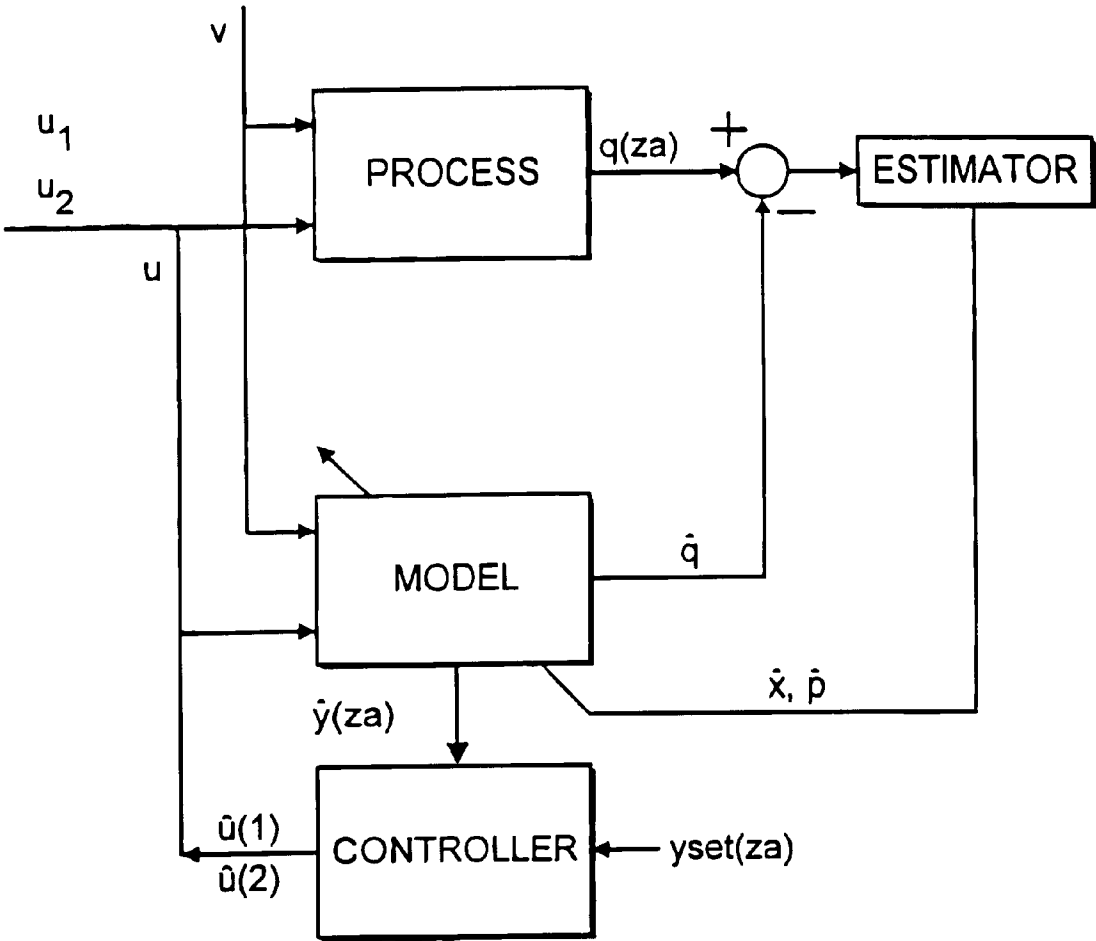 v
u₁
u₂
u
PROCESS
q(za)
+
−
ESTIMATOR
MODEL
q̂
x̂, p̂
ŷ(za)
û(1)
û(2)
CONTROLLER
yset(za)